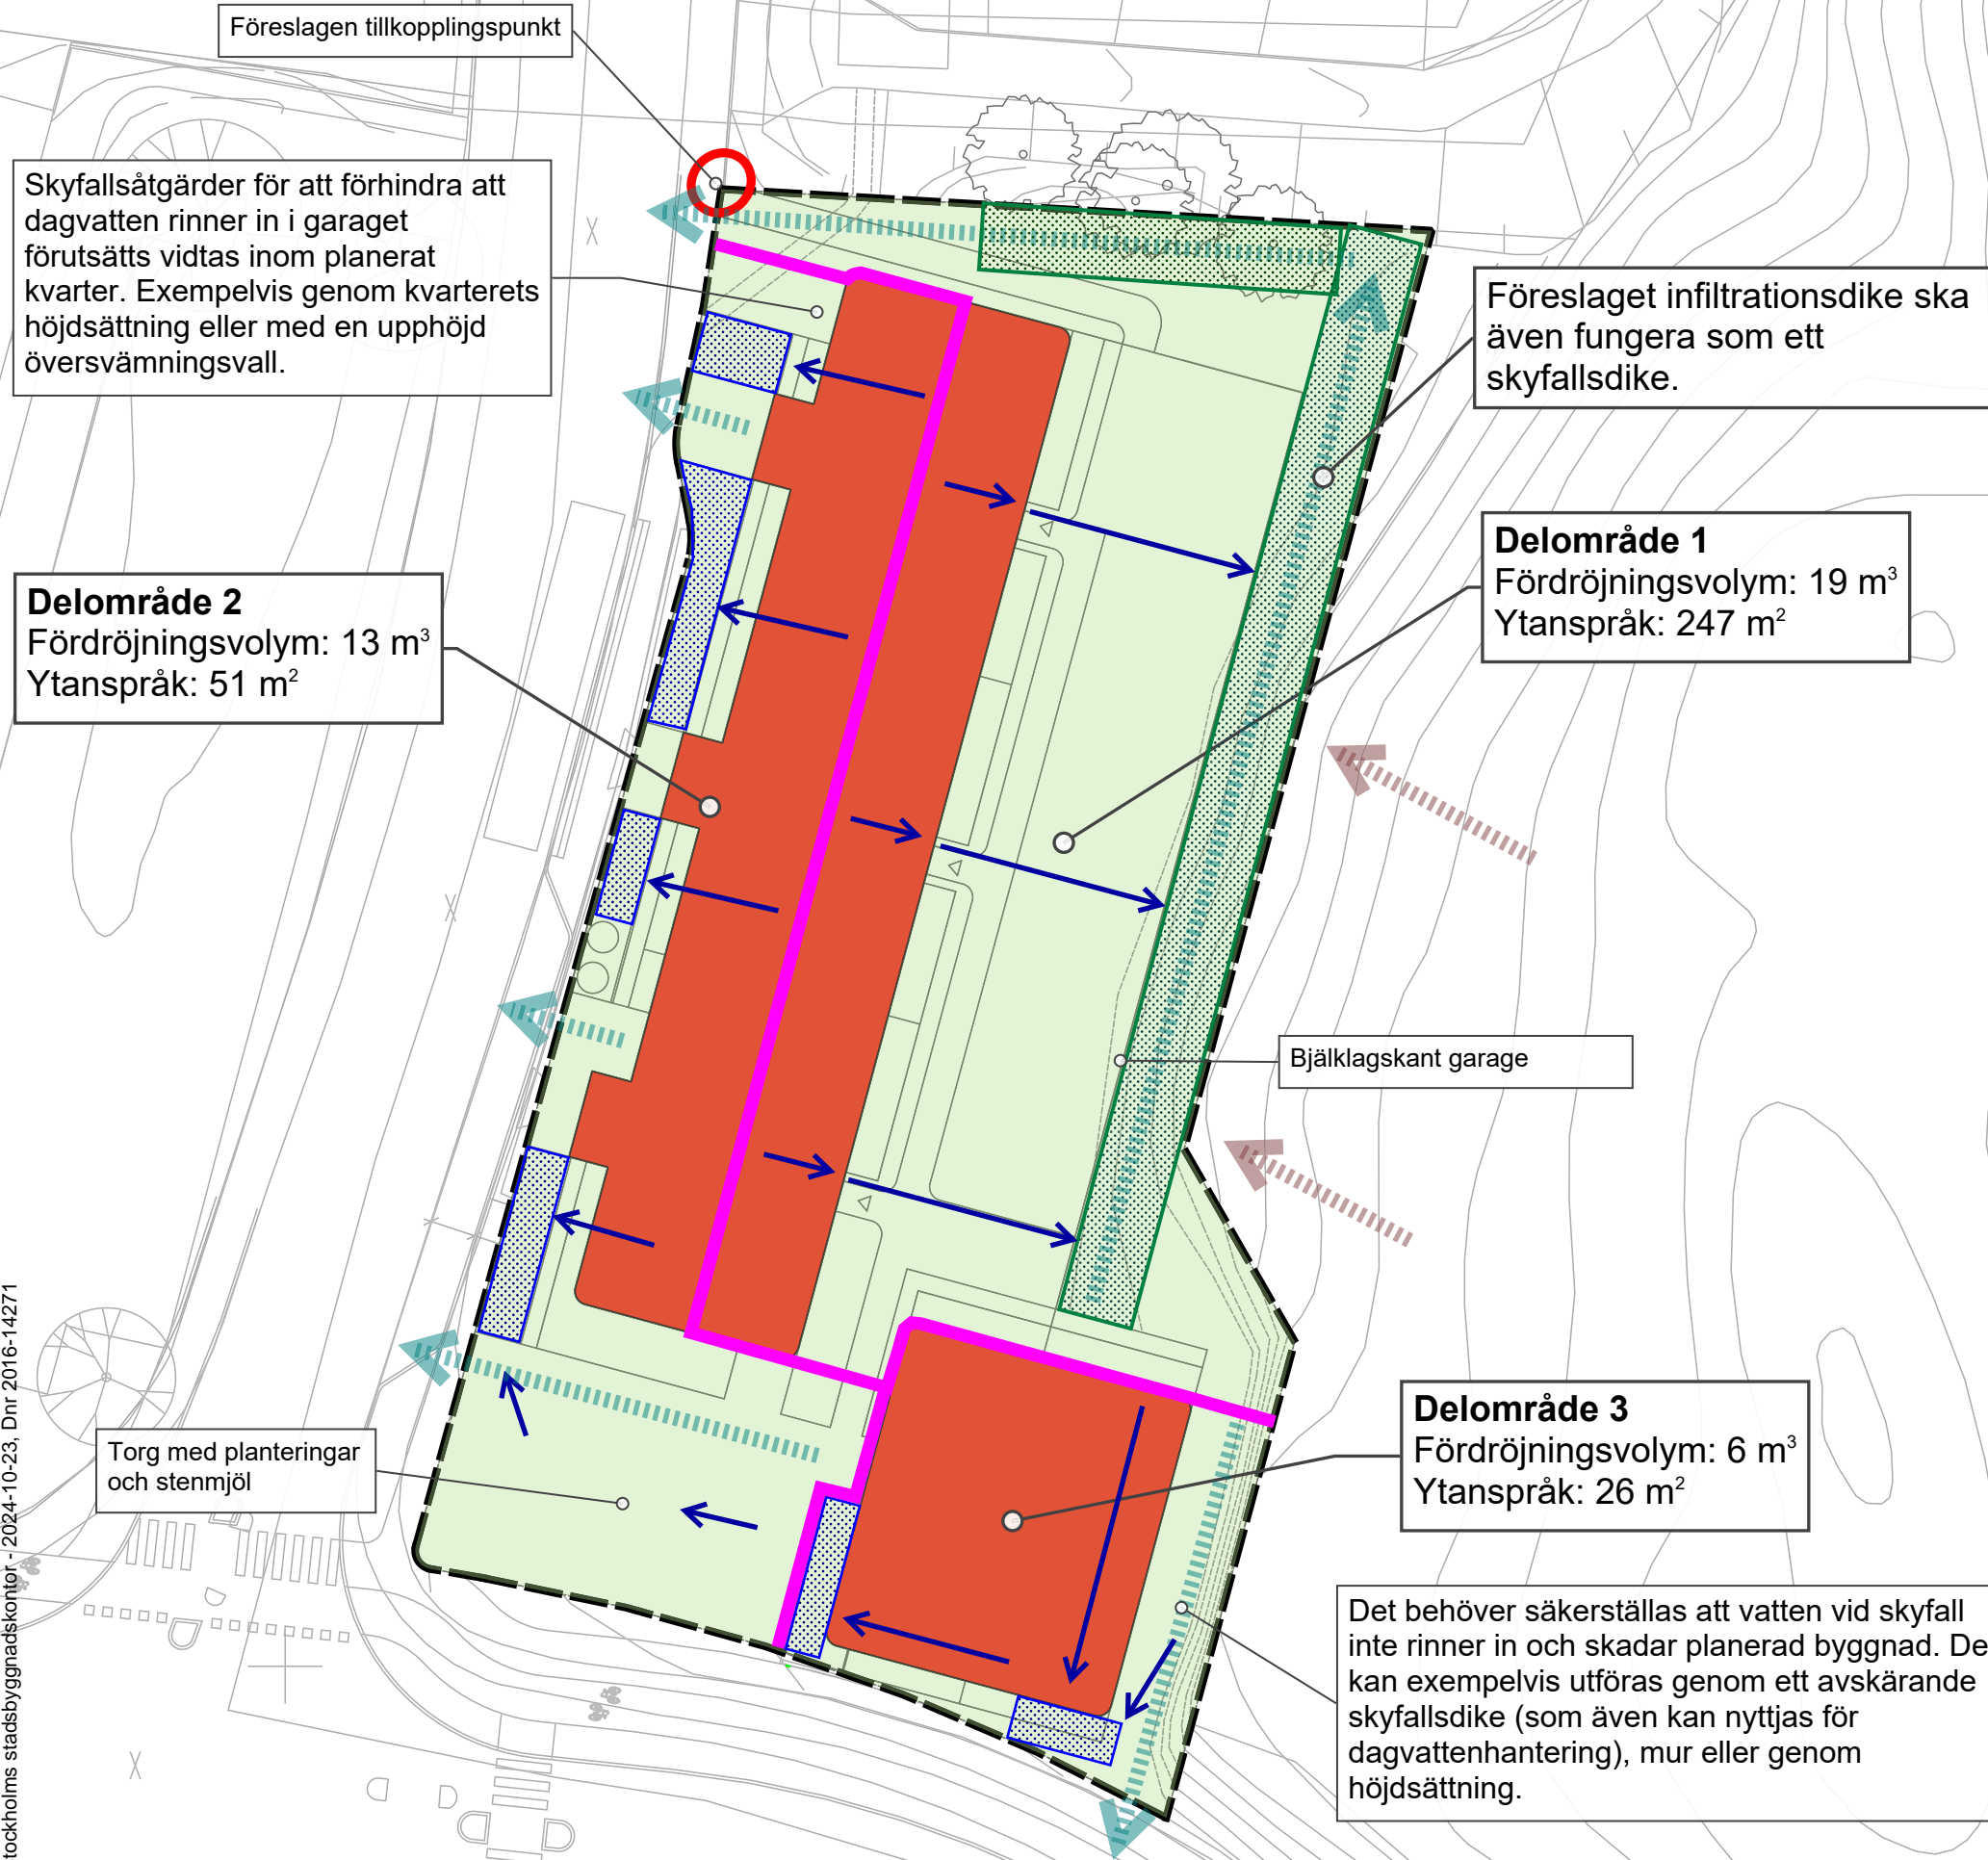 Föreslagen tillkopplingspunkt
Skyfallsåtgärder för att förhindra att
dagvatten rinner in i garaget
förutsätts vidtas inom planerat
kvarter. Exempelvis genom kvarterets
höjdsättning eller med en upphöjd
översvämningsvall.
Föreslaget infiltrationsdike ska
även fungera som ett
skyfallsdike.
Delområde 1
Fördröjningsvolym: 19 m³
Ytanspråk: 247 m²
Delområde 2
Fördröjningsvolym: 13 m³
Ytanspråk: 51 m²
Bjälklagskant garage
Delområde 3
Fördröjningsvolym: 6 m³
Ytanspråk: 26 m²
Torg med planteringar
och stenmjöl
Det behöver säkerställas att vatten vid skyfall
inte rinner in och skadar planerad byggnad. De
kan exempelvis utföras genom ett avskärande
skyfallsdike (som även kan nyttjas för
dagvattenhantering), mur eller genom
höjdsättning.
tockholms stadsbyggnadskontor - 2024-10-23, Dnr 2016-14271